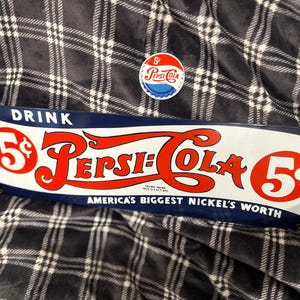 5¢
PEPSI-COLA
DRINK
5¢ PEPSI=COLA 5¢
AMERICA'S BIGGEST NICKEL'S WORTH